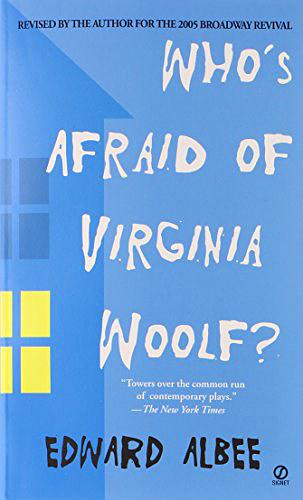 REVISED BY THE AUTHOR FOR THE 2005 BROADWAY REVIVAL
WHO'S
AFRAID OF
VIRGINIA
WOOLF?
“Towers over the common run
of contemporary plays.”
—The New York Times
EDWARD ALBEE
SIGNET